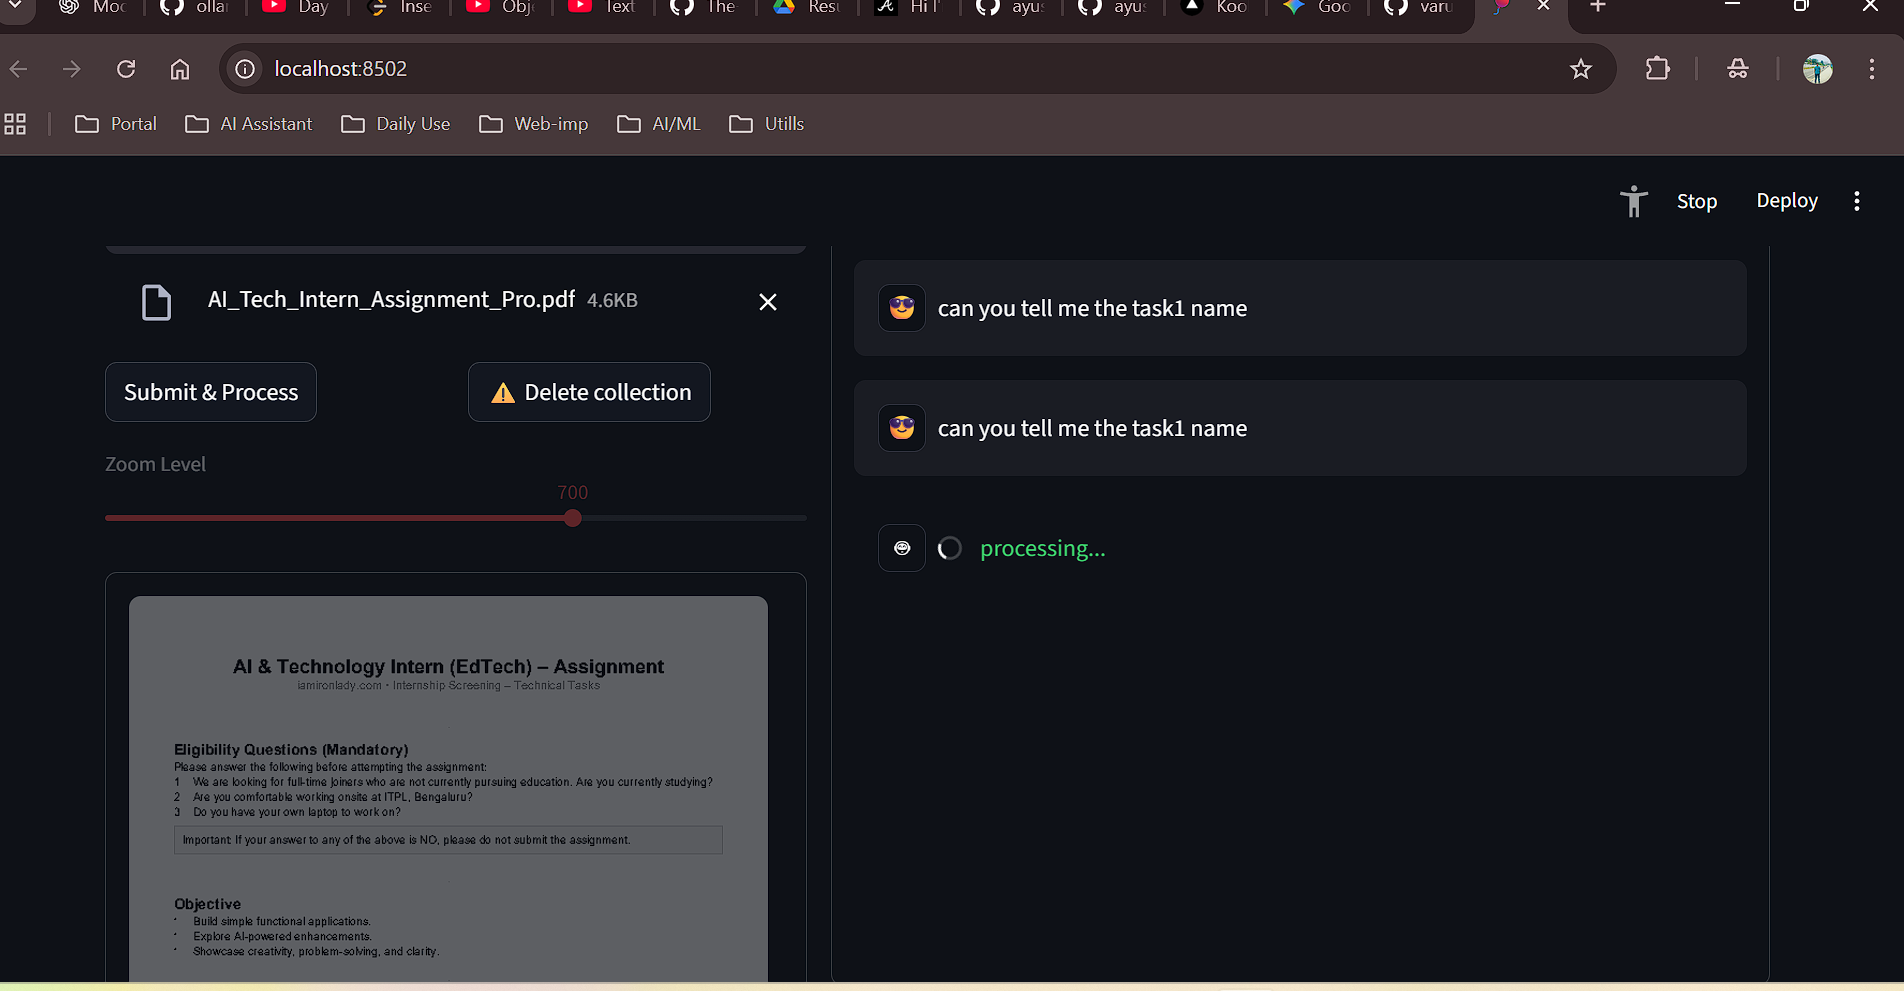 Moc
olla
Day
Inse
Obje
Text
The
Resu
Hi I'
ayus
ayus
Koo
Goo
varu
localhost:8502
Portal
AI Assistant
Daily Use
Web-imp
AI/ML
Utills
Stop
Deploy
AI_Tech_Intern_Assignment_Pro.pdf 4.6KB
Submit & Process
Delete collection
Zoom Level
700
AI & Technology Intern (EdTech) – Assignment
iamironlady.com • Internship Screening – Technical Tasks
Eligibility Questions (Mandatory)
Please answer the following before attempting the assignment:
1 We are looking for full-time joiners who are not currently pursuing education. Are you currently studying?
2 Are you comfortable working onsite at ITPL, Bengaluru?
3 Do you have your own laptop to work on?
Important: If your answer to any of the above is NO, please do not submit the assignment.
Objective
• Build simple functional applications.
• Explore AI-powered enhancements.
• Showcase creativity, problem-solving, and clarity.
can you tell me the task1 name
can you tell me the task1 name
processing...